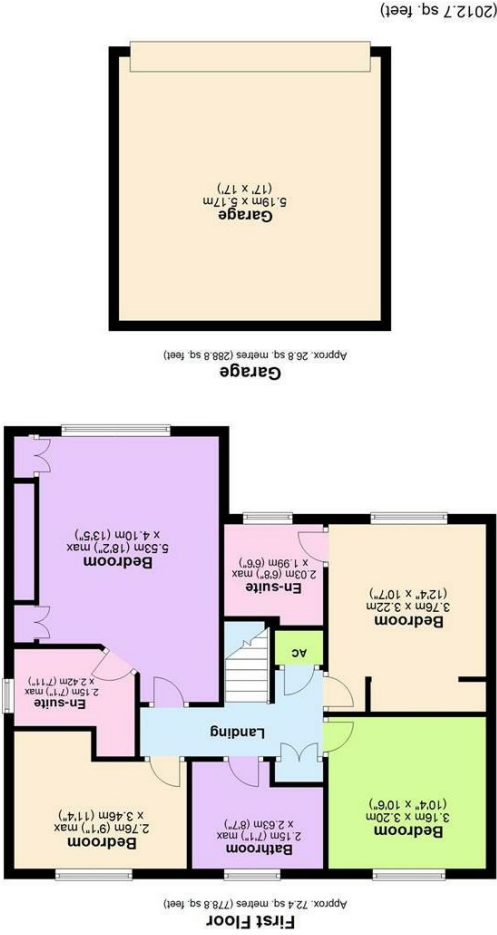 First Floor
Approx. 72.4 sq. metres (778.8 sq. feet)
Bedroom
3.16m x 3.20m
(10'4" x 10'6")
Bathroom
2.15m (7'1") max
x 2.63m (8'7")
Bedroom
2.76m (9'1") max
x 3.46m (11'4")
Landing
Bedroom
3.76m x 3.22m
(12'4" x 10'7")
AC
En-suite
2.15m (7'1") max
x 2.42m (7'11")
En-suite
2.03m (6'8") max
x 1.99m (6'6")
Bedroom
5.53m (18'2") max
x 4.10m (13'5")
Garage
Approx. 26.8 sq. metres (288.8 sq. feet)
Garage
5.19m x 5.17m
(17' x 17')
(2012.7 sq. feet)